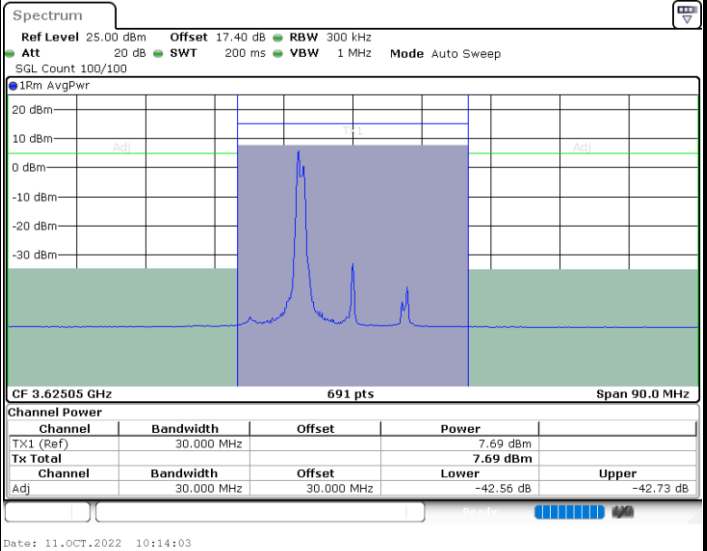 Spectrum
Ref Level 25.00 dBm Offset 17.40 dB RBW 300 kHz
Att 20 dB SWT 200 ms VBW 1 MHz Mode Auto Sweep
SGL Count 100/100
1Rm AvgPwr
20 dBm
TX1
10 dBm
Adj Adj
0 dBm
-10 dBm
-20 dBm
-30 dBm
CF 3.62505 GHz 691 pts Span 90.0 MHz
Channel Power
Channel Bandwidth Offset Power
TX1 (Ref) 30.000 MHz 7.69 dBm
Tx Total 7.69 dBm
Channel Bandwidth Offset Lower Upper
Adj 30.000 MHz 30.000 MHz -42.56 dB -42.73 dB
Ready
Date: 11.OCT.2022 10:14:03